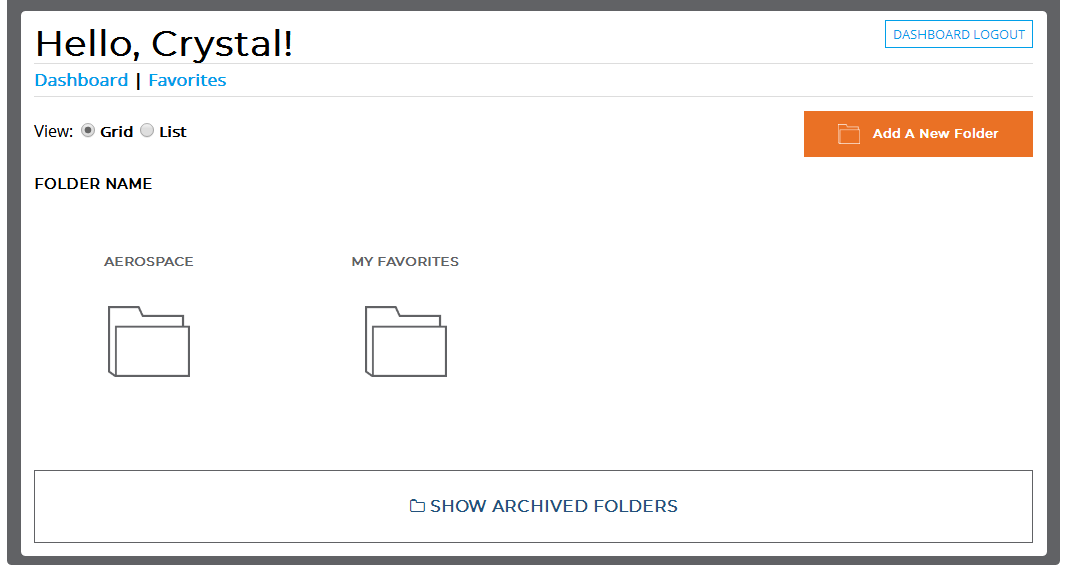 Hello, Crystal!
DASHBOARD LOGOUT
Dashboard | Favorites
View: Grid List
Add A New Folder
FOLDER NAME
AEROSPACE
MY FAVORITES
SHOW ARCHIVED FOLDERS